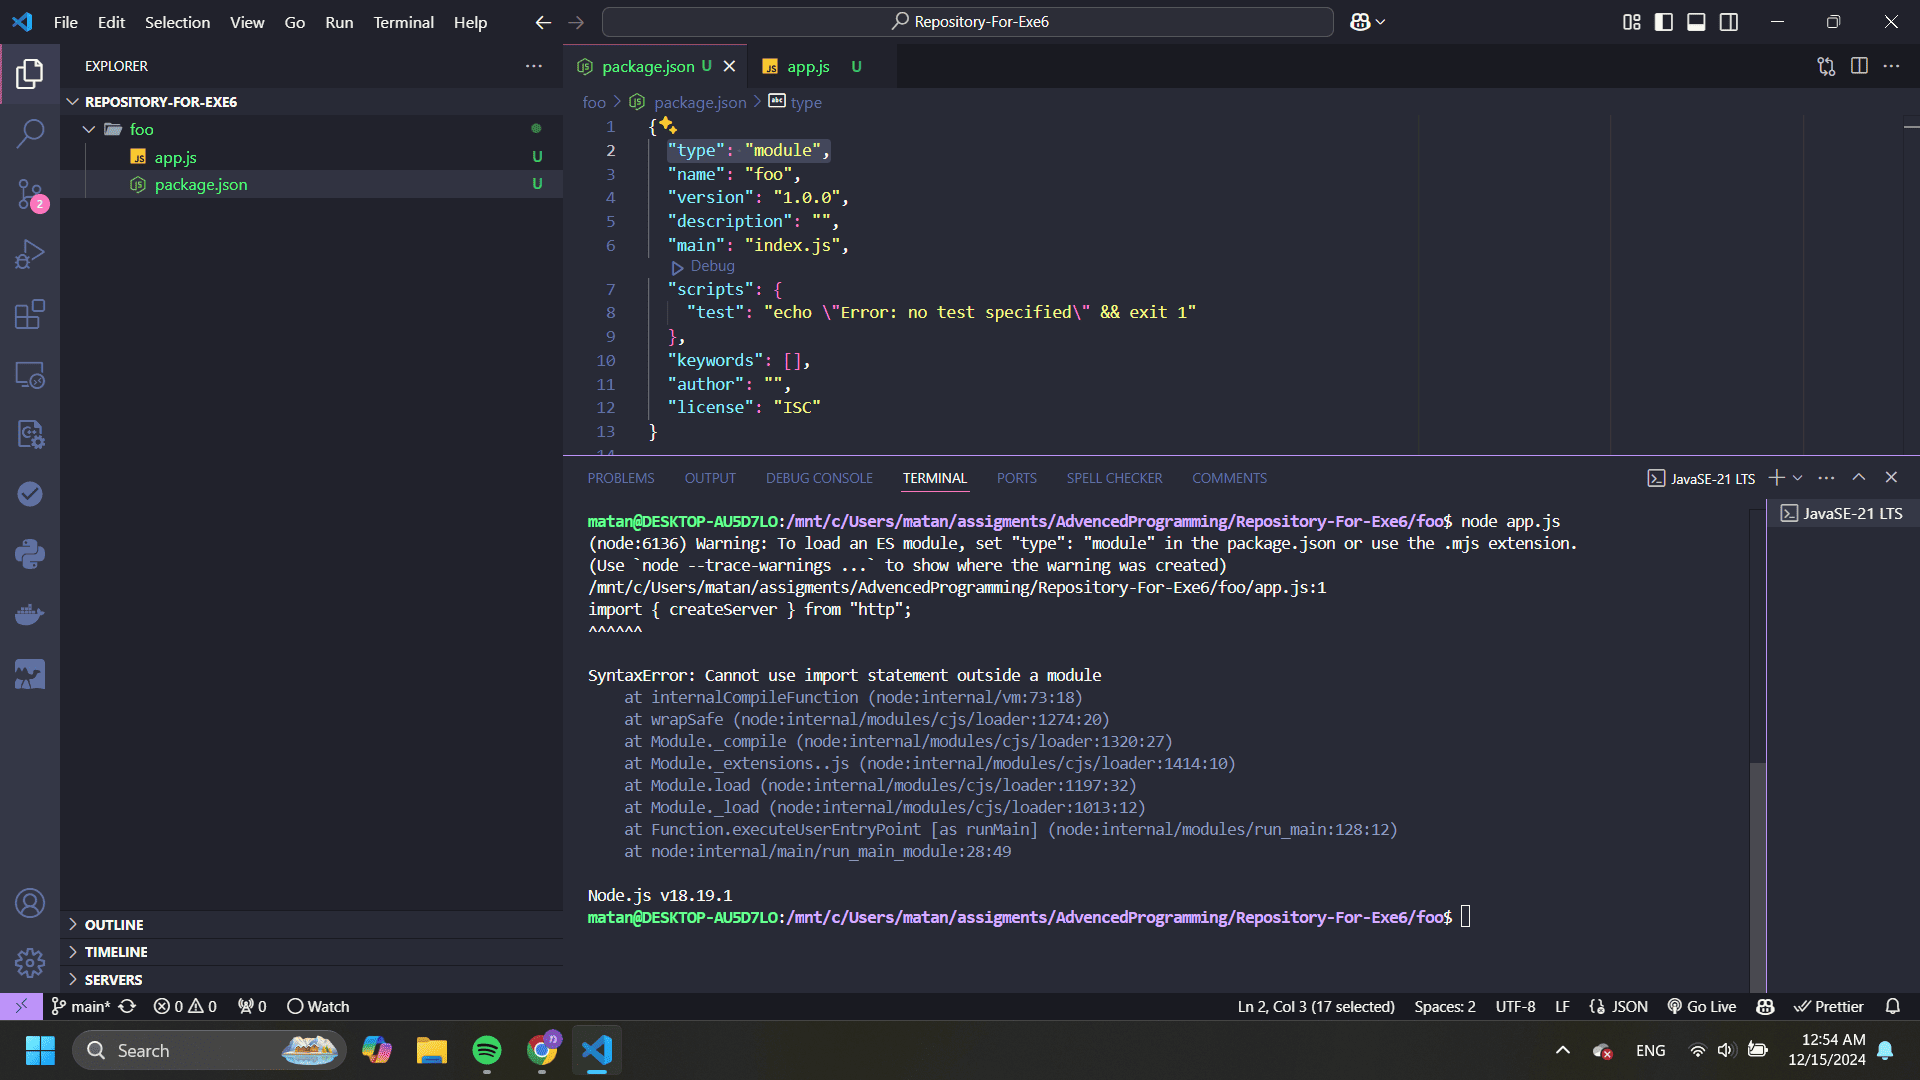 File Edit Selection View Go Run Terminal Help
Repository-For-Exe6
EXPLORER
REPOSITORY-FOR-EXE6
foo
JS app.js U
package.json U
2
package.json U
JS app.js U
foo > package.json > abc type
1 {
2 "type": "module",
3 "name": "foo",
4 "version": "1.0.0",
5 "description": "",
6 "main": "index.js",
Debug
7 "scripts": {
8 "test": "echo \"Error: no test specified\" && exit 1"
9 },
10 "keywords": [],
11 "author": "",
12 "license": "ISC"
13 }
14
PROBLEMS OUTPUT DEBUG CONSOLE TERMINAL PORTS SPELL CHECKER COMMENTS
JavaSE-21 LTS
JavaSE-21 LTS
matan@DESKTOP-AU5D7LO:/mnt/c/Users/matan/assigments/AdvencedProgramming/Repository-For-Exe6/foo$ node app.js
(node:6136) Warning: To load an ES module, set "type": "module" in the package.json or use the .mjs extension.
(Use `node --trace-warnings ...` to show where the warning was created)
/mnt/c/Users/matan/assigments/AdvencedProgramming/Repository-For-Exe6/foo/app.js:1
import { createServer } from "http";
^^^^^^
SyntaxError: Cannot use import statement outside a module
at internalCompileFunction (node:internal/vm:73:18)
at wrapSafe (node:internal/modules/cjs/loader:1274:20)
at Module._compile (node:internal/modules/cjs/loader:1320:27)
at Module._extensions..js (node:internal/modules/cjs/loader:1414:10)
at Module.load (node:internal/modules/cjs/loader:1197:32)
at Module._load (node:internal/modules/cjs/loader:1013:12)
at Function.executeUserEntryPoint [as runMain] (node:internal/modules/run_main:128:12)
at node:internal/main/run_main_module:28:49
Node.js v18.19.1
matan@DESKTOP-AU5D7LO:/mnt/c/Users/matan/assigments/AdvencedProgramming/Repository-For-Exe6/foo$
OUTLINE
TIMELINE
SERVERS
main* 0 0 0 Watch
Ln 2, Col 3 (17 selected) Spaces: 2 UTF-8 LF {} JSON Go Live Prettier
Search
n
ENG
12:54 AM
12/15/2024